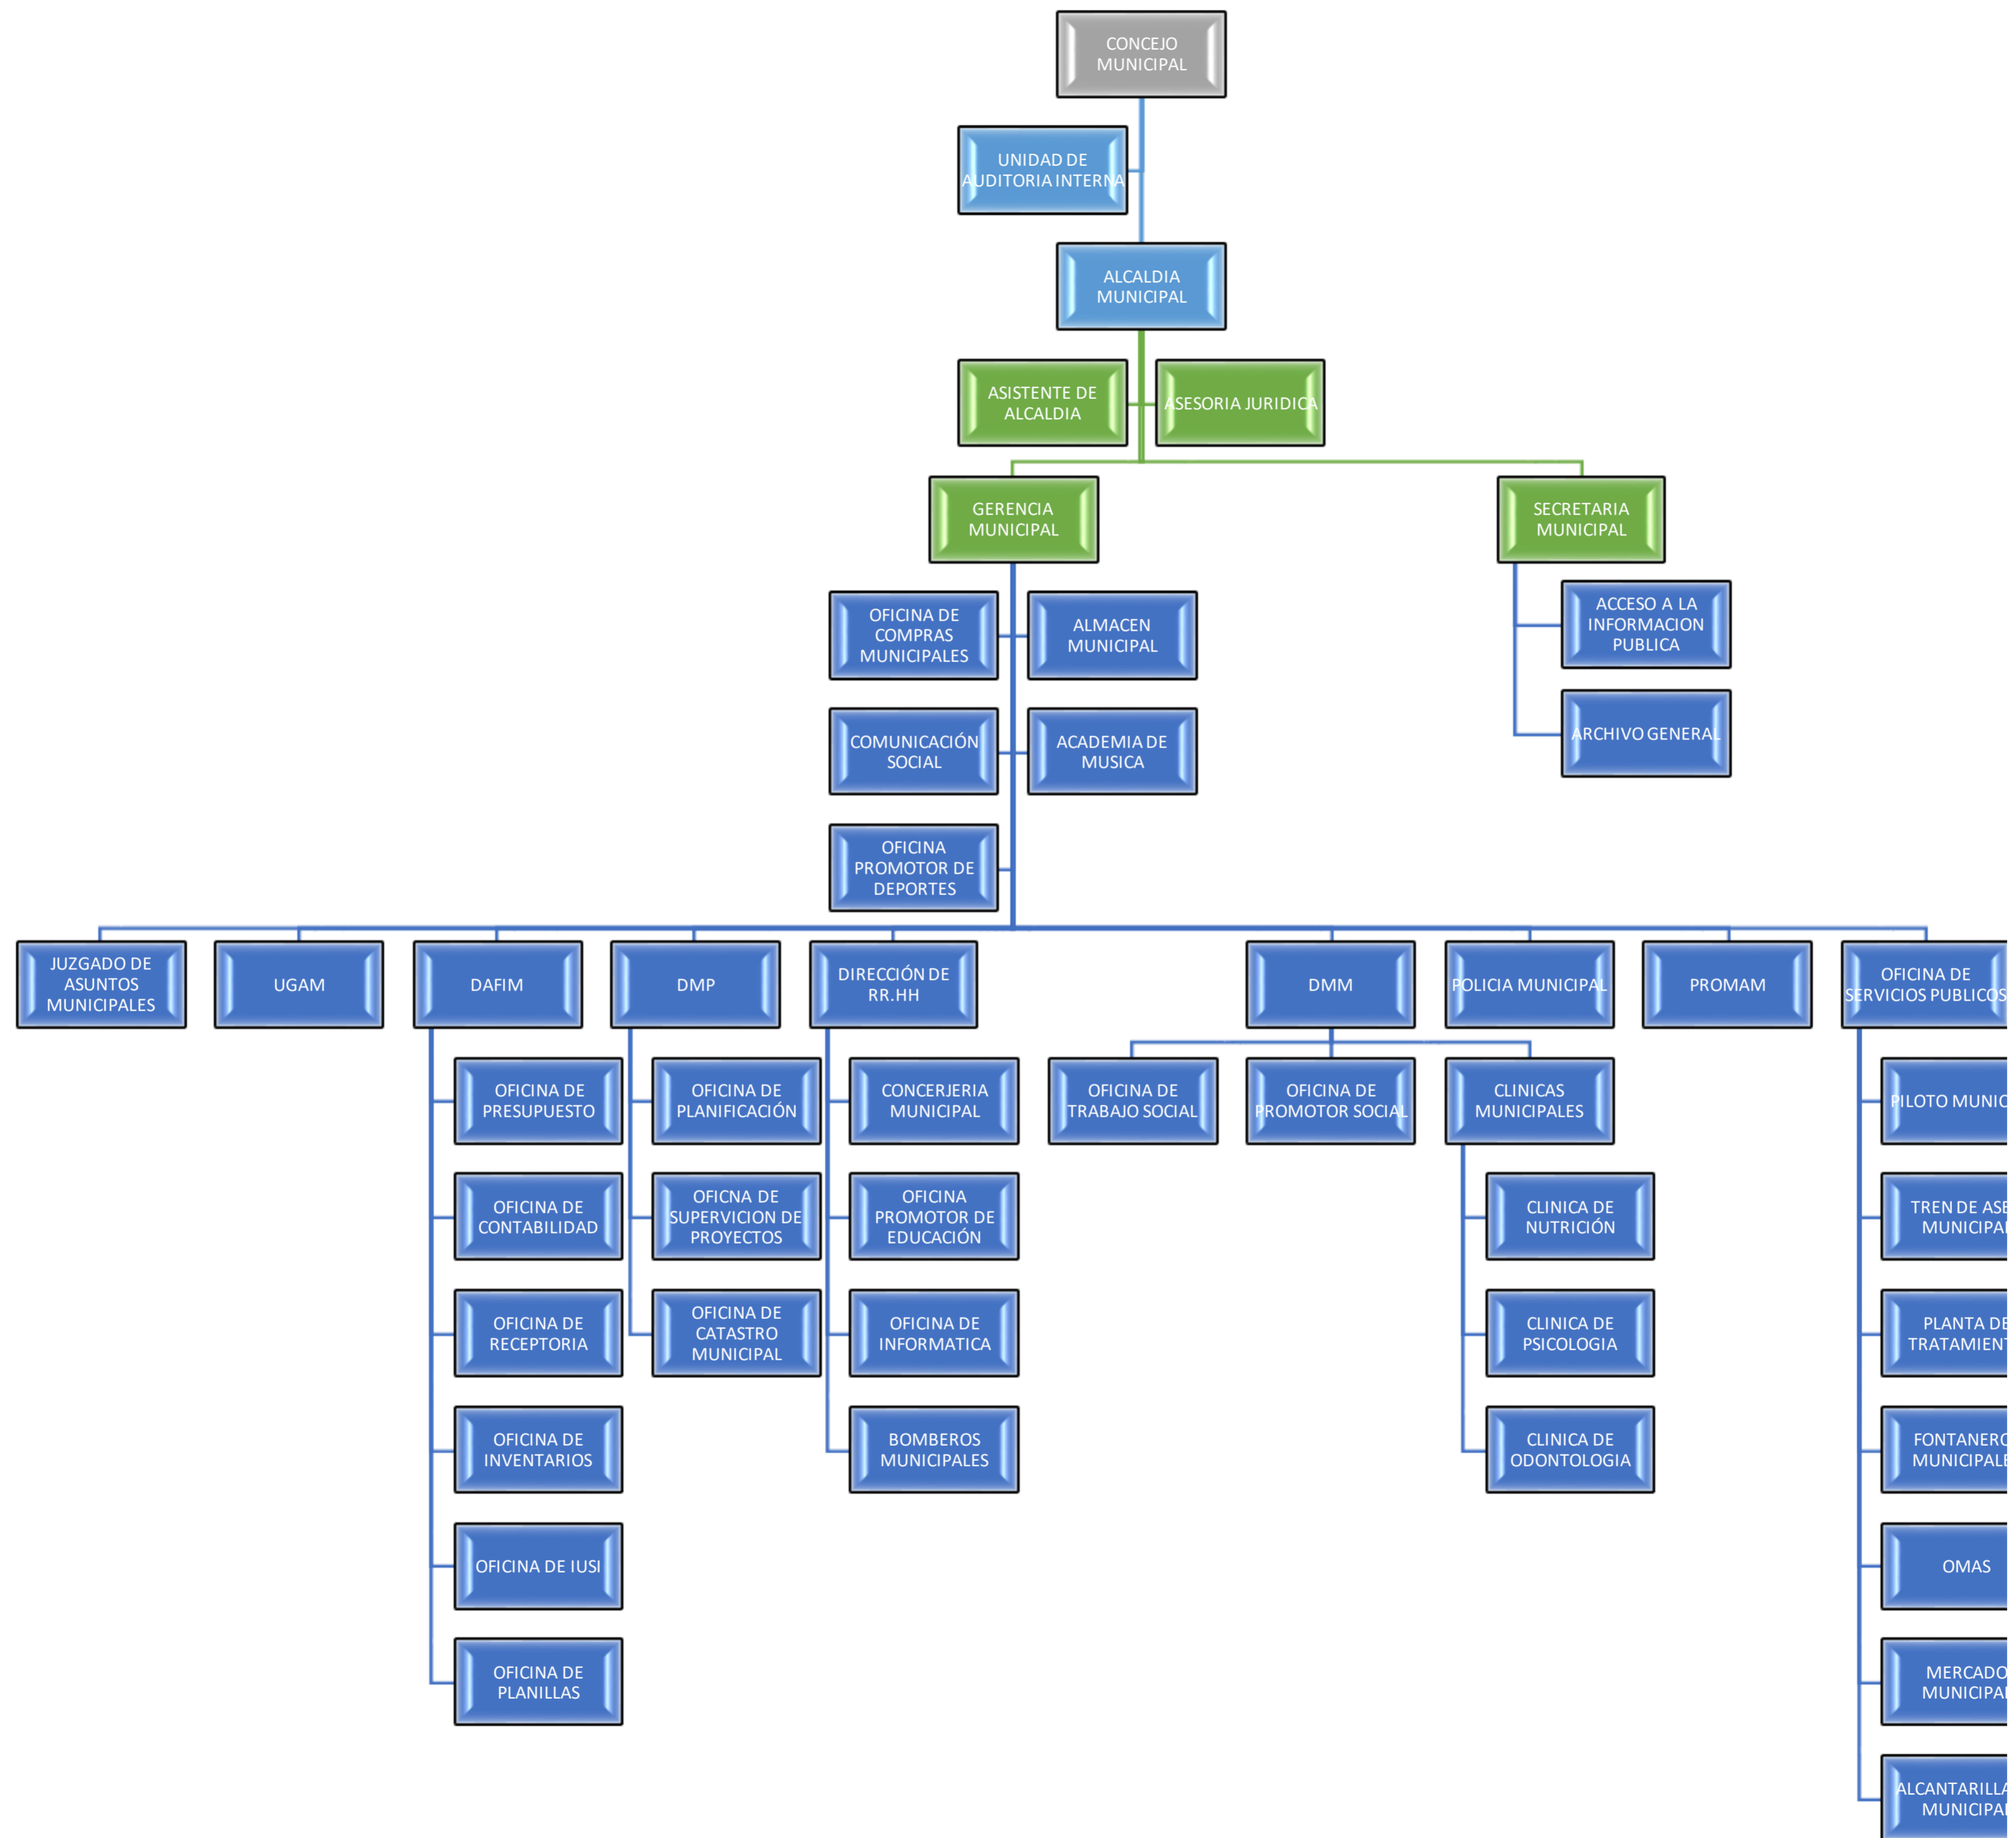 CONCEJO
MUNICIPAL
UNIDAD DE
AUDITORIA INTERNA
ALCALDIA
MUNICIPAL
ASISTENTE DE
ALCALDIA
ASESORIA JURIDICA
GERENCIA
MUNICIPAL
SECRETARIA
MUNICIPAL
OFICINA DE
COMPRAS
MUNICIPALES
ALMACEN
MUNICIPAL
ACCESO A LA
INFORMACION
PUBLICA
COMUNICACIÓN
SOCIAL
ACADEMIA DE
MUSICA
ARCHIVO GENERAL
OFICINA
PROMOTOR DE
DEPORTES
JUZGADO DE
ASUNTOS
MUNICIPALES
UGAM
DAFIM
DMP
DIRECCIÓN DE
RR.HH
DMM
POLICIA MUNICIPAL
PROMAM
OFICINA DE
SERVICIOS PUBLICOS
OFICINA DE
PRESUPUESTO
OFICINA DE
CONTABILIDAD
OFICINA DE
RECEPTORIA
OFICINA DE
INVENTARIOS
OFICINA DE IUSI
OFICINA DE
PLANILLAS
OFICINA DE
PLANIFICACIÓN
OFICNA DE
SUPERVICION DE
PROYECTOS
OFICINA DE
CATASTRO
MUNICIPAL
CONCERJERIA
MUNICIPAL
OFICINA
PROMOTOR DE
EDUCACIÓN
OFICINA DE
INFORMATICA
BOMBEROS
MUNICIPALES
OFICINA DE
TRABAJO SOCIAL
OFICINA DE
PROMOTOR SOCIAL
CLINICAS
MUNICIPALES
CLINICA DE
NUTRICIÓN
CLINICA DE
PSICOLOGIA
CLINICA DE
ODONTOLOGIA
PILOTO
TREN DE
PLANTA DE
OMAS
MERCADO